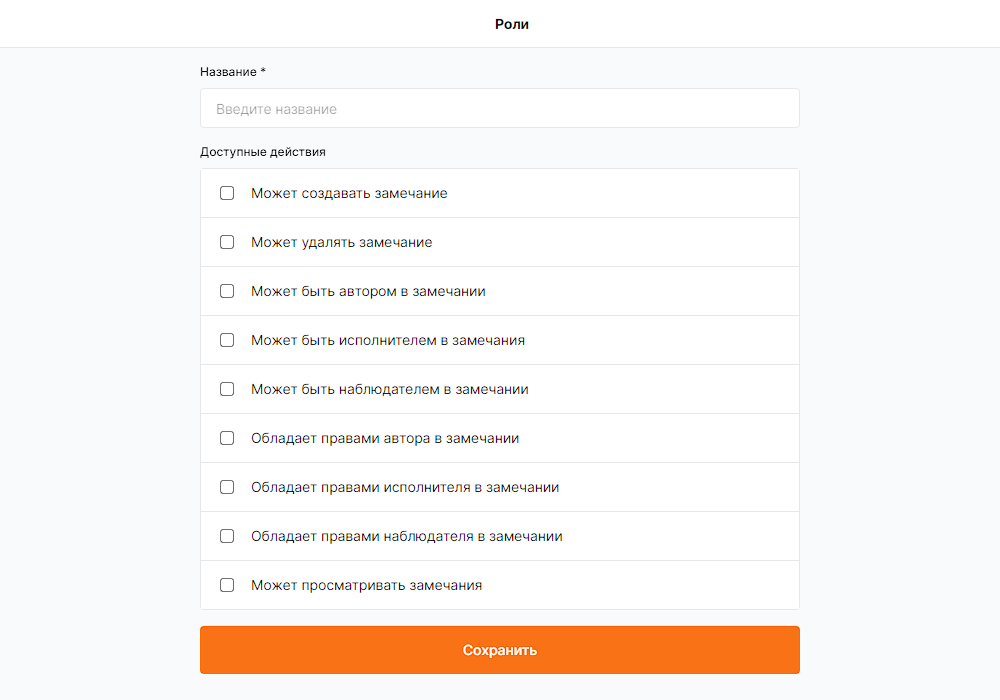 Роли
Название *
Введите название
Доступные действия
Может создавать замечание
Может удалять замечание
Может быть автором в замечании
Может быть исполнителем в замечания
Может быть наблюдателем в замечании
Обладает правами автора в замечании
Обладает правами исполнителя в замечании
Обладает правами наблюдателя в замечании
Может просматривать замечания
Сохранить